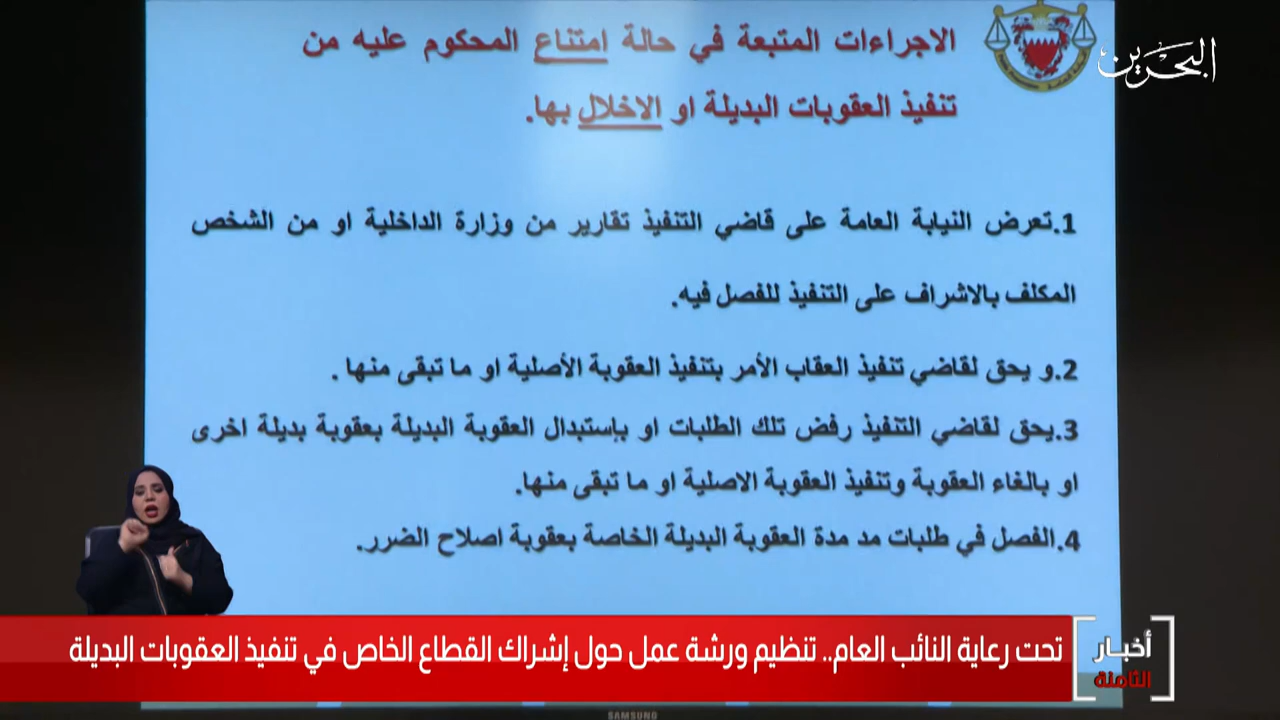 الاجراءات المتبعة في حالة امتناع المحكوم عليه من
تنفيذ العقوبات البديلة او الاخلال بها.
البحرين
1.تعرض النيابة العامة على قاضي التنفيذ تقارير من وزارة الداخلية او من الشخص
المكلف بالاشراف على التنفيذ للفصل فيه.
2.و يحق لقاضي تنفيذ العقاب الأمر بتنفيذ العقوبة الأصلية او ما تبقى منها .
3.يحق لقاضي التنفيذ رفض تلك الطلبات او بإستبدال العقوبة البديلة بعقوبة بديلة اخرى
او بالغاء العقوبة وتنفيذ العقوبة الاصلية او ما تبقى منها.
4.الفصل في طلبات مد مدة العقوبة البديلة الخاصة بعقوبة اصلاح الضرر.
أخبار
الثامنة
تحت رعاية النائب العام.. تنظيم ورشة عمل حول إشراك القطاع الخاص في تنفيذ العقوبات البديلة
SAMSUNG